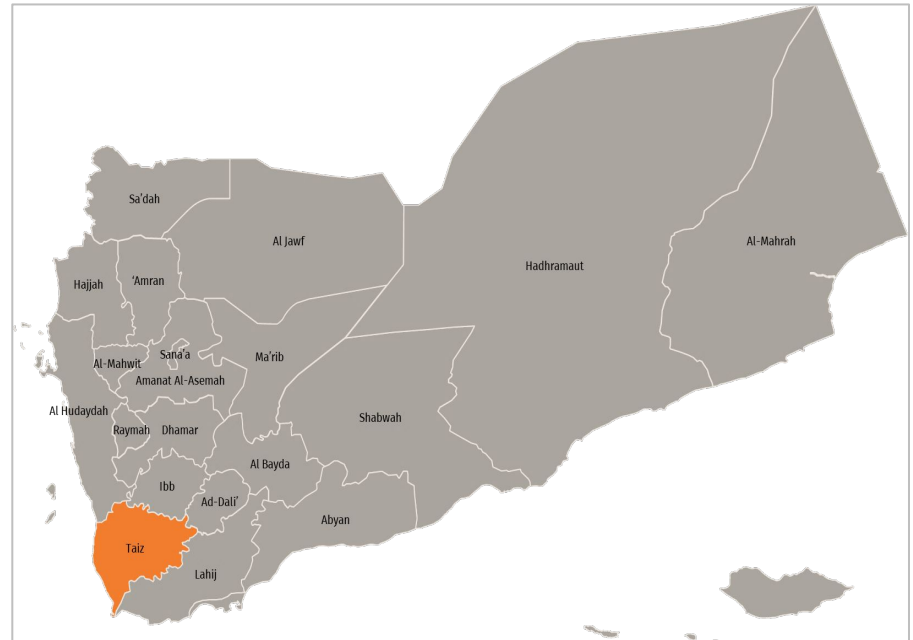 Sa'dah
Al Jawf
Al-Mahrah
Hadhramaut
Hajjah
'Amran
Sana'a
Ma'rib
Al-Mahwit
Amanat Al-Asemah
Al Hudaydah
Shabwah
Raymah
Dhamar
Al Bayda
Ibb
Ad-Dali'
Abyan
Taiz
Lahij